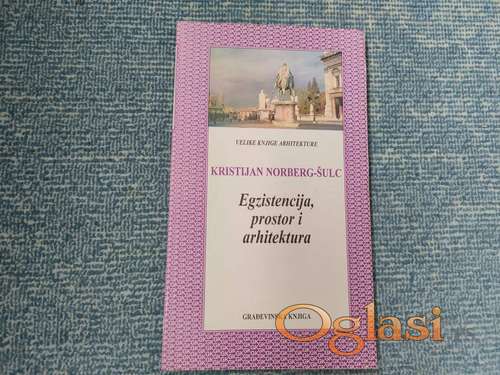 VELIKE KNJIGE ARHITEKTURE
KRISTIJAN NORBERG-ŠULC
Egzistencija,
prostor i
arhitektura
GRAĐEVINSKA KNJIGA
Oglasi